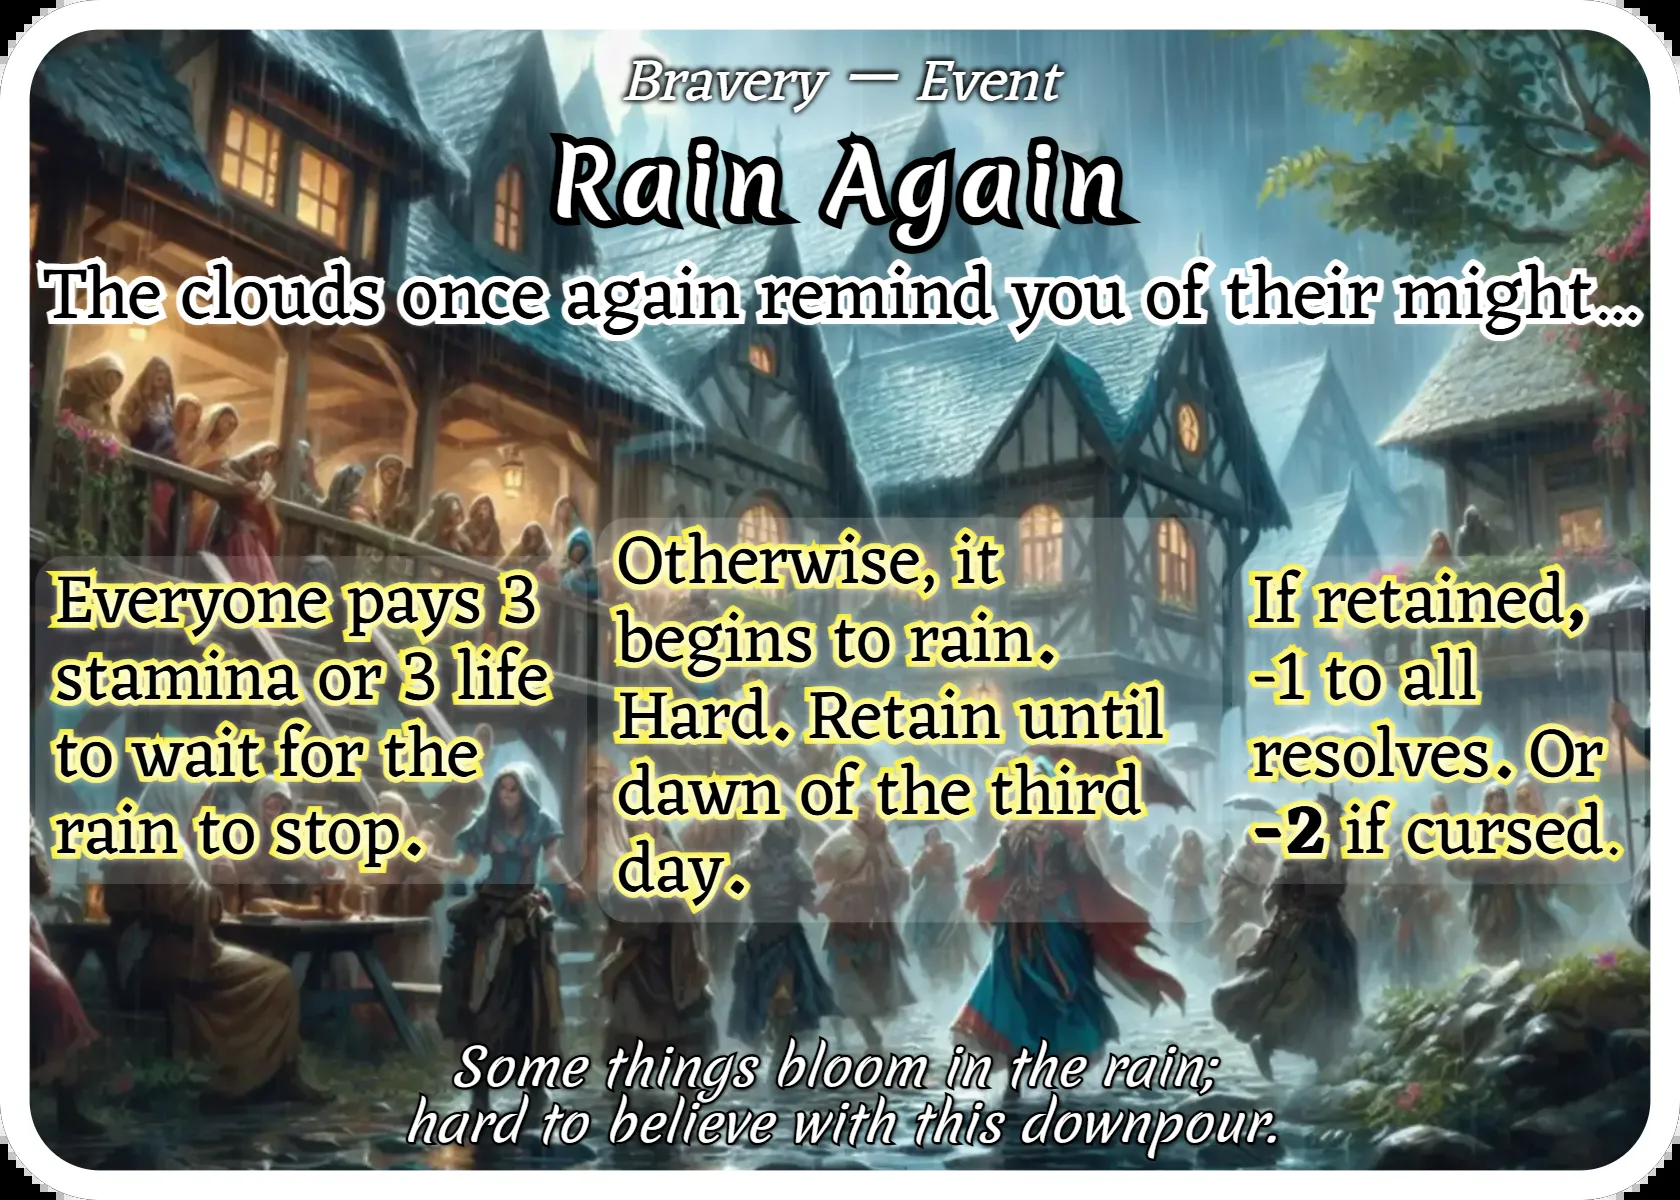 Bravery — Event
Rain Again
The clouds once again remind you of their might...
Everyone pays 3
stamina or 3 life
to wait for the
rain to stop.
Otherwise, it
begins to rain.
Hard. Retain until
dawn of the third
day.
If retained,
-1 to all
resolves. Or
-2 if cursed.
Some things bloom in the rain;
hard to believe with this downpour.